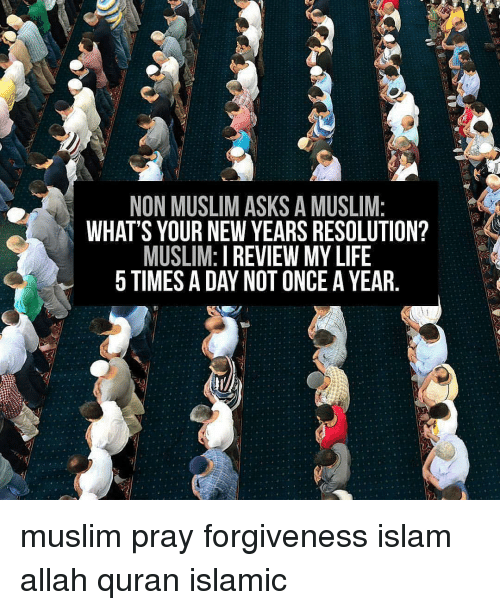 NON MUSLIM ASKS A MUSLIM:
WHAT'S YOUR NEW YEARS RESOLUTION?
MUSLIM: I REVIEW MY LIFE
5 TIMES A DAY NOT ONCE A YEAR.
muslim pray forgiveness islam
allah quran islamic